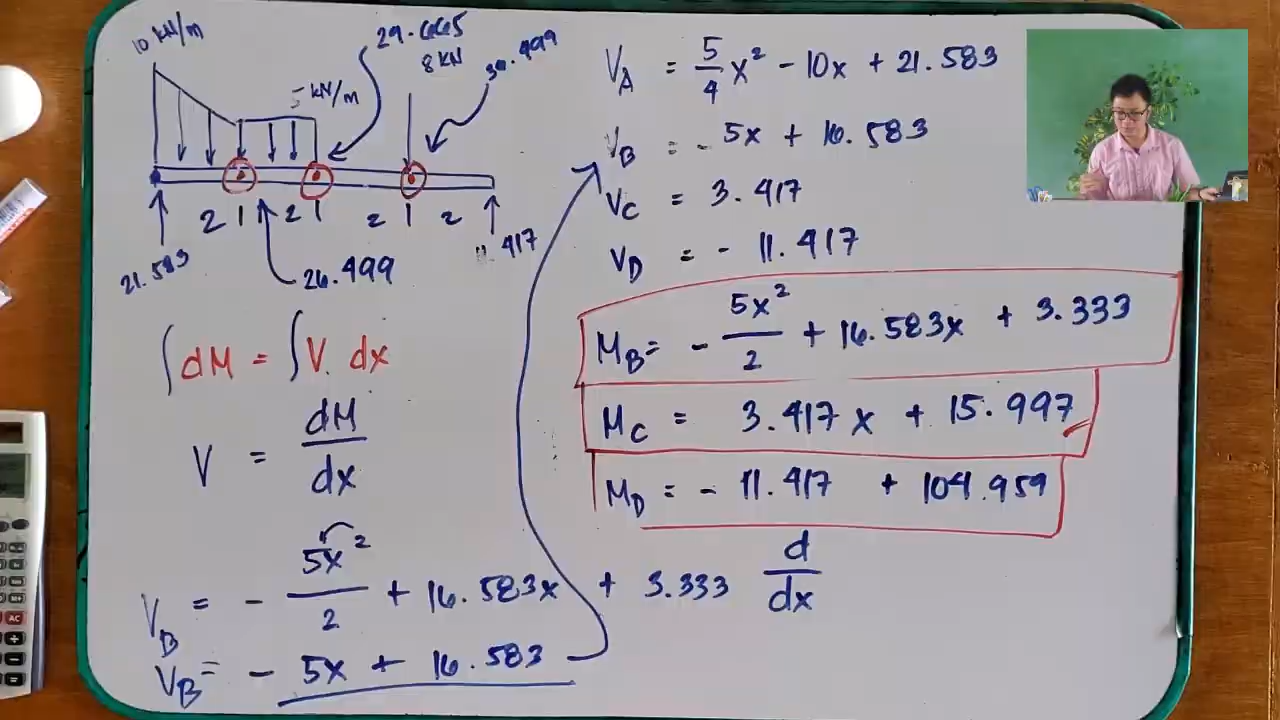 10 kN/m
29.665
8 kN
30.499
5 kN/m
2 2 2 2
21.583
26.499
11.417
∫dM = ∫V dx
V = dM/dx
V_B = - 5x²/2 + 16.583x + 3.333 d/dx
V_B = - 5x + 16.583
V_A = 5/4 x² - 10x + 21.583
V_B = - 5x + 16.583
V_C = 3.417
V_D = - 11.417
M_B = - 5x²/2 + 16.583x + 3.333
M_C = 3.417x + 15.997
M_D = - 11.417 + 104.959